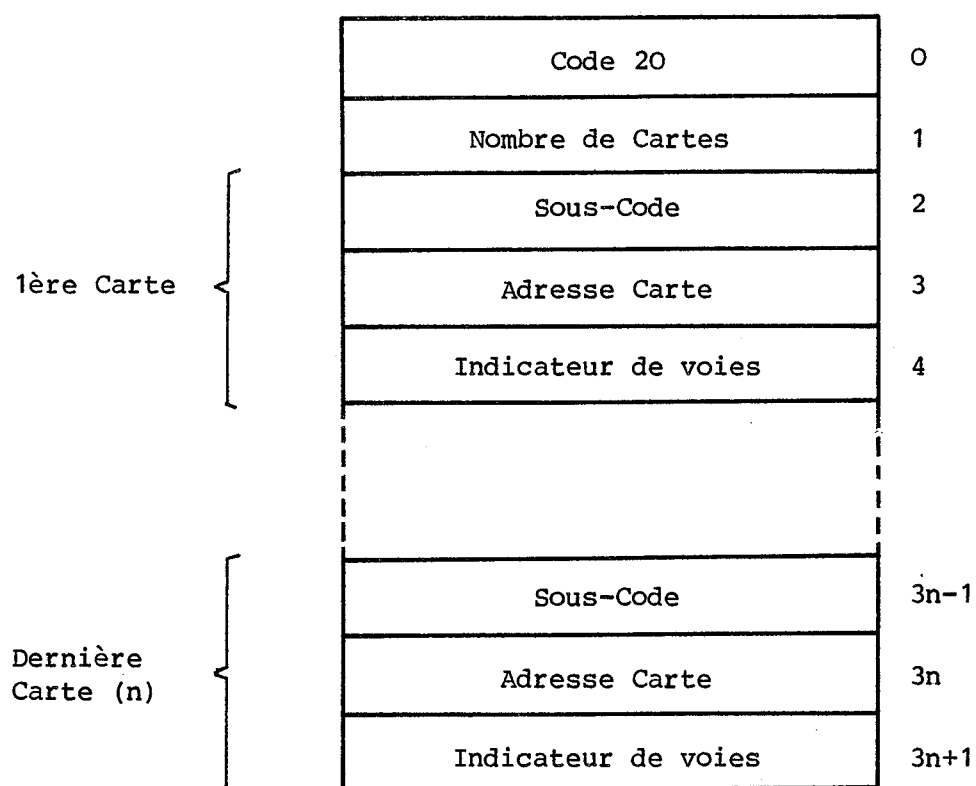 Code 20 0
Nombre de Cartes 1
Sous-Code 2
1ère Carte Adresse Carte 3
Indicateur de voies 4
Sous-Code 3n-1
Dernière
Carte (n) Adresse Carte 3n
Indicateur de voies 3n+1